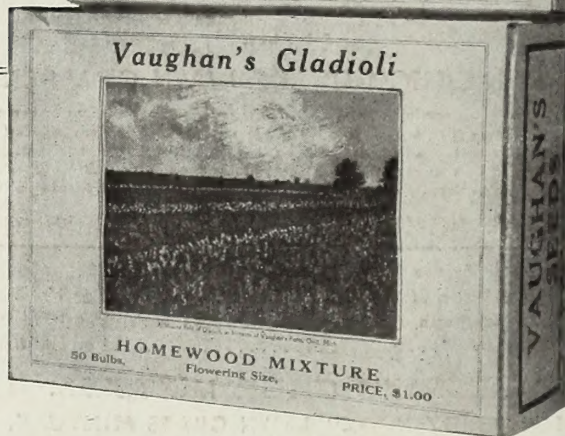 Vaughan's Gladioli
HOMEWOOD MIXTURE
50 Bulbs, Flowering Size, PRICE, $1.00
VAUGHAN'S
SEEDS